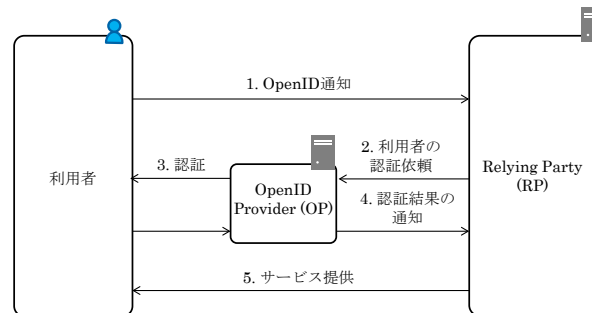 1. OpenID通知
2. 利用者の
認証依頼
3. 認証
利用者
OpenID
Provider (OP)
Relying Party
(RP)
4. 認証結果の
通知
5. サービス提供